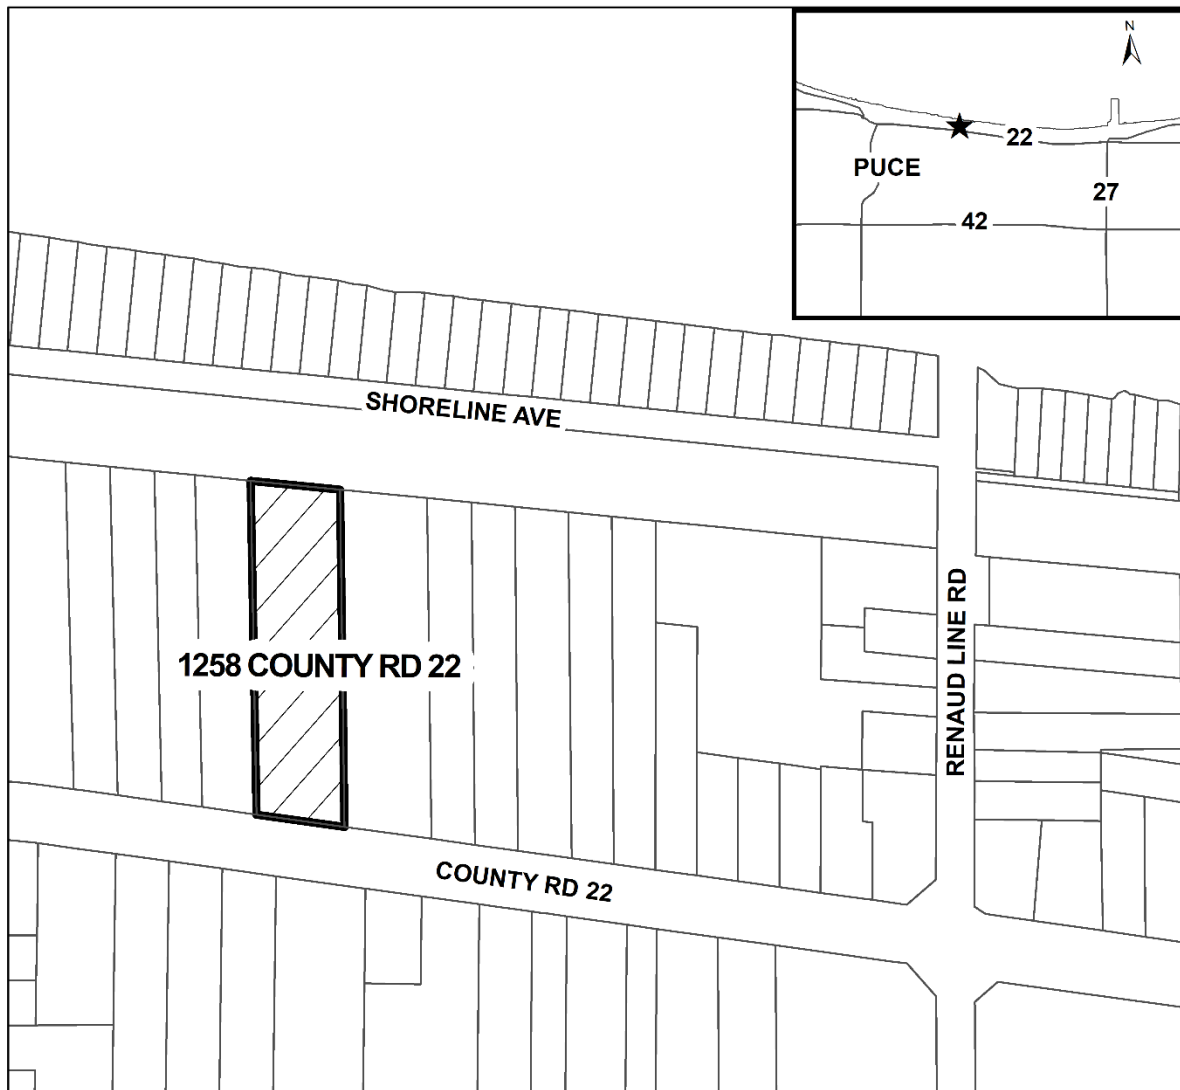 N
22
PUCE
27
42
SHORELINE AVE
1258 COUNTY RD 22
RENAUD LINE RD
COUNTY RD 22